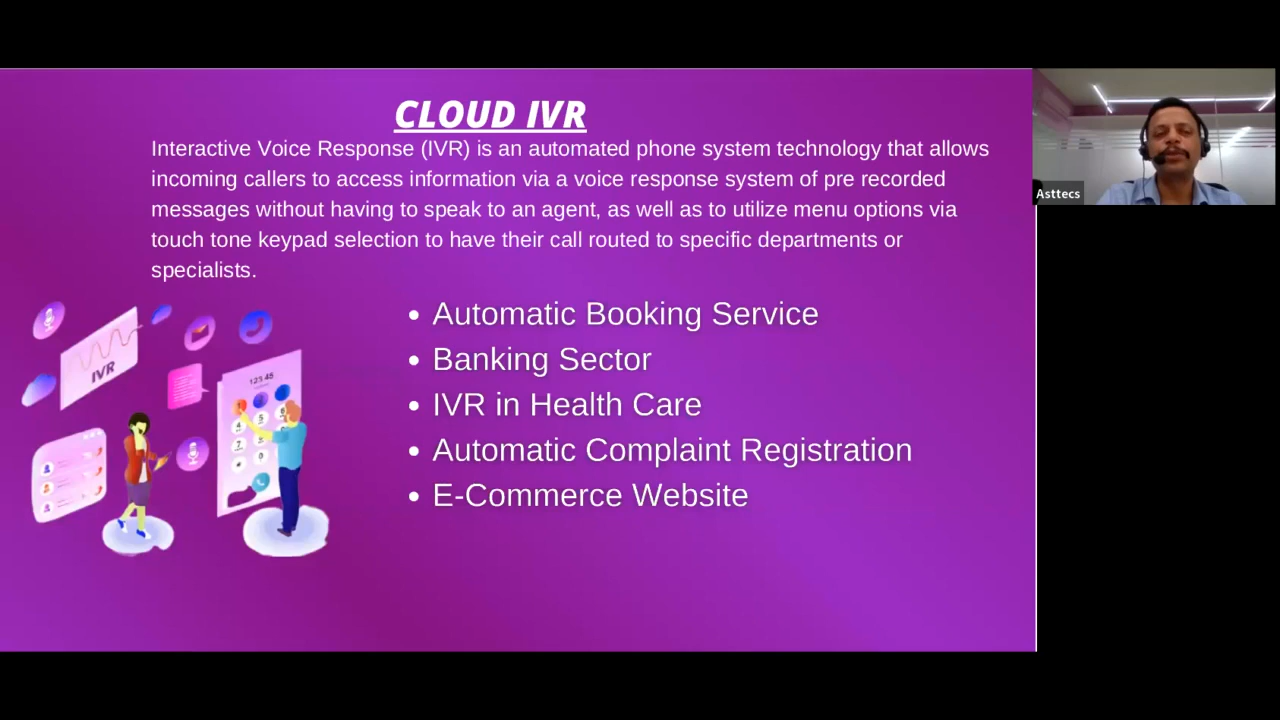 CLOUD IVR
Interactive Voice Response (IVR) is an automated phone system technology that allows
incoming callers to access information via a voice response system of pre recorded
messages without having to speak to an agent, as well as to utilize menu options via
touch tone keypad selection to have their call routed to specific departments or
specialists.
Asttecs
• Automatic Booking Service
• Banking Sector
• IVR in Health Care
• Automatic Complaint Registration
• E-Commerce Website
IVR
123 45